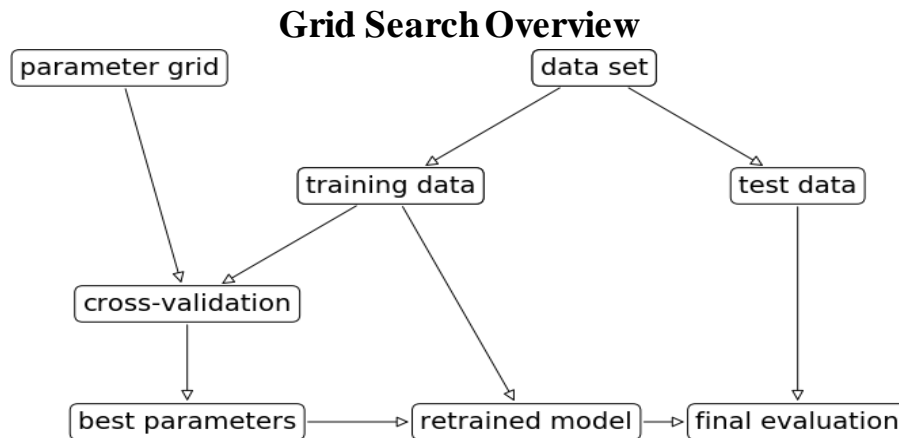 Grid Search Overview
parameter grid
data set
training data
test data
cross-validation
best parameters
retrained model
final evaluation